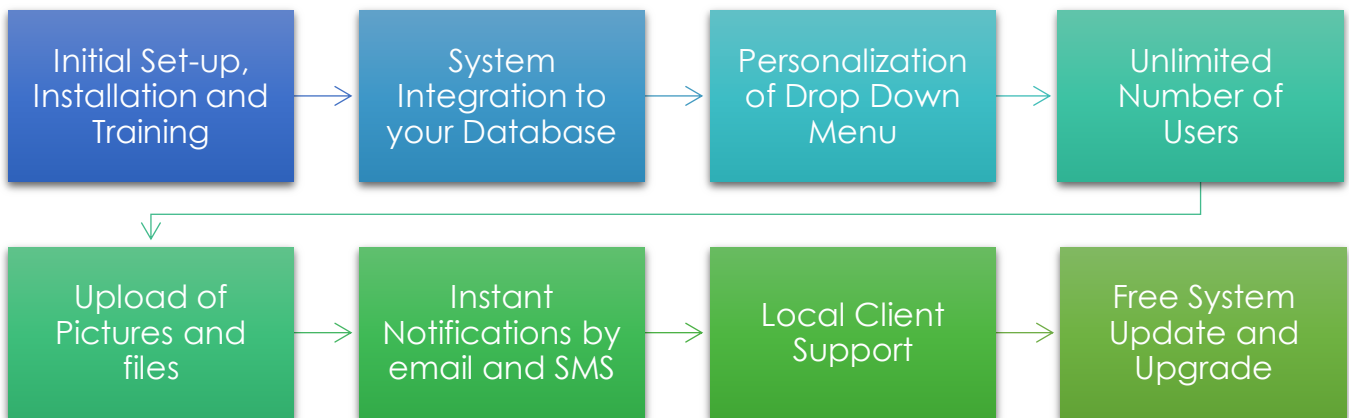 Initial Set-up,
Installation and
Training
System
Integration to
your Database
Personalization
of Drop Down
Menu
Unlimited
Number of
Users
Upload of
Pictures and
files
Instant
Notifications by
email and SMS
Local Client
Support
Free System
Update and
Upgrade